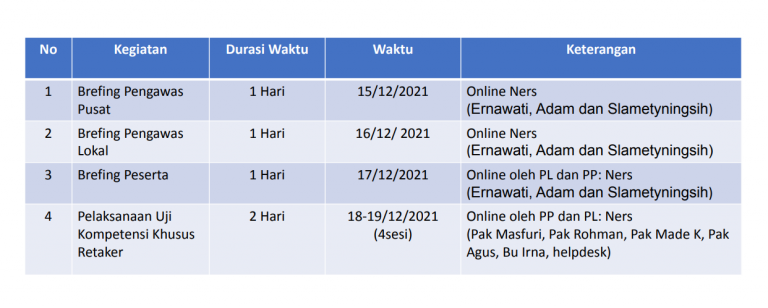 No Kegiatan Durasi Waktu Waktu Keterangan
1 Brefing Pengawas 1 Hari 15/12/2021 Online Ners
Pusat (Ernawati, Adam dan Slametyningsih)
2 Brefing Pengawas 1 Hari 16/12/ 2021 Online Ners
Lokal (Ernawati, Adam dan Slametyningsih)
3 Brefing Peserta 1 Hari 17/12/2021 Online oleh PL dan PP: Ners
(Ernawati, Adam dan Slametyningsih)
4 Pelaksanaan Uji 2 Hari 18-19/12/2021 Online oleh PP dan PL: Ners
Kompetensi Khusus (4sesi) (Pak Masfuri, Pak Rohman, Pak Made K, Pak
Retaker Agus, Bu Irna, helpdesk)